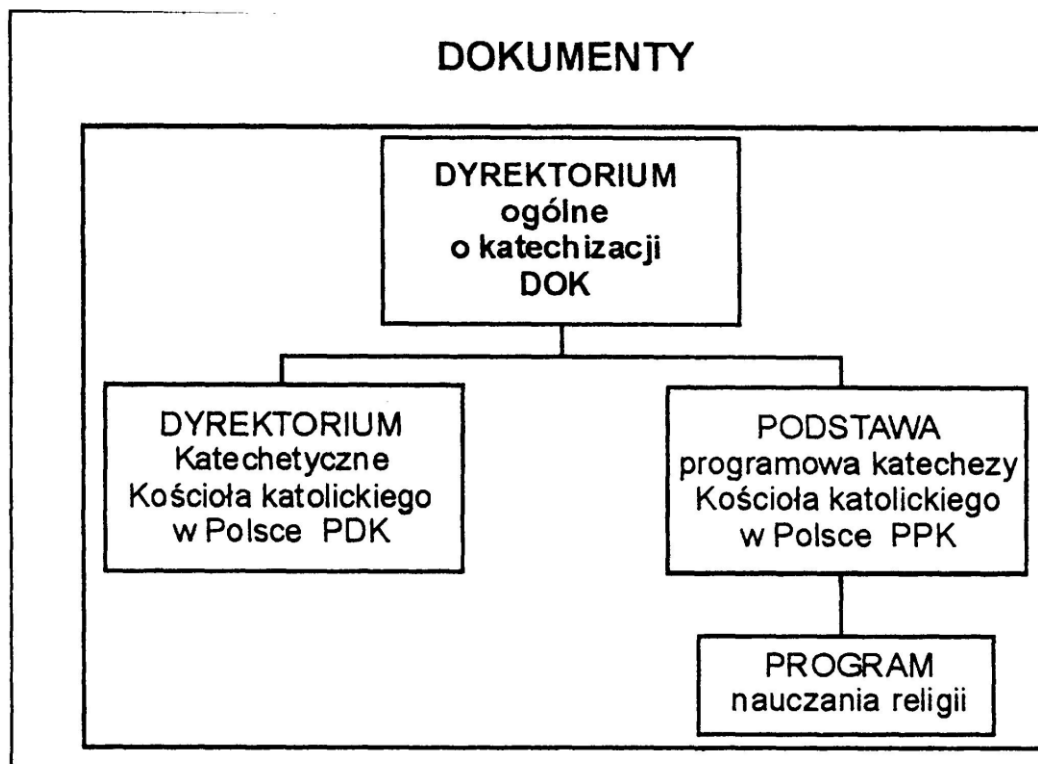 DOKUMENTY
DYREKTORIUM
ogólne
o katechizacji
DOK
DYREKTORIUM
Katechetyczne
Kościoła katolickiego
w Polsce PDK
PODSTAWA
programowa katechezy
Kościoła katolickiego
w Polsce PPK
PROGRAM
nauczania religii